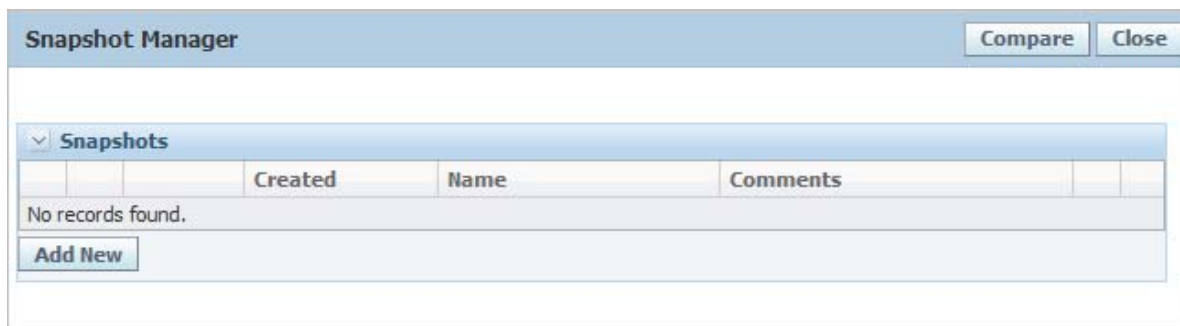 Snapshot Manager Compare Close
Snapshots
Created Name Comments
No records found.
Add New